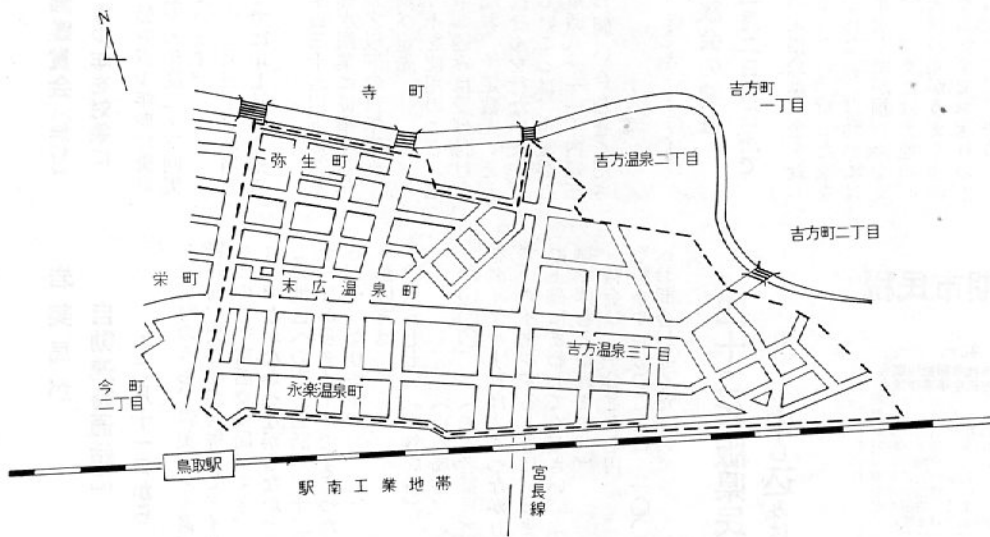 N
寺町
吉方町
一丁目
弥生町
吉方温泉二丁目
吉方町二丁目
栄町
末広温泉町
吉方温泉三丁目
今町
二丁目
永楽温泉町
鳥取駅
駅南工業地帯
宮長線